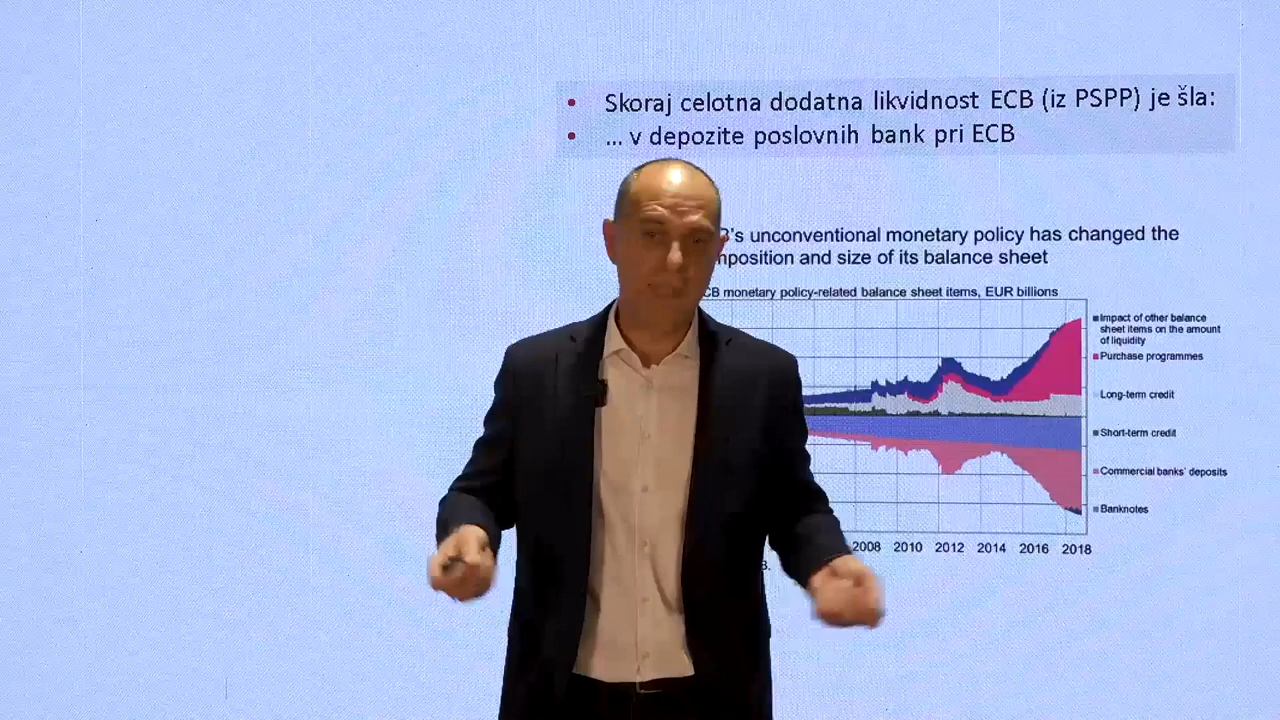 • Skoraj celotna dodatna likvidnost ECB (iz PSPP) je šla:
• ... v depozite poslovnih bank pri ECB
's unconventional monetary policy has changed the
position and size of its balance sheet
CB monetary policy-related balance sheet items, EUR billions
Impact of other balance
sheet items on the amount
of liquidity
Purchase programmes
Long-term credit
Short-term credit
Commercial banks' deposits
Banknotes
2008 2010 2012 2014 2016 2018